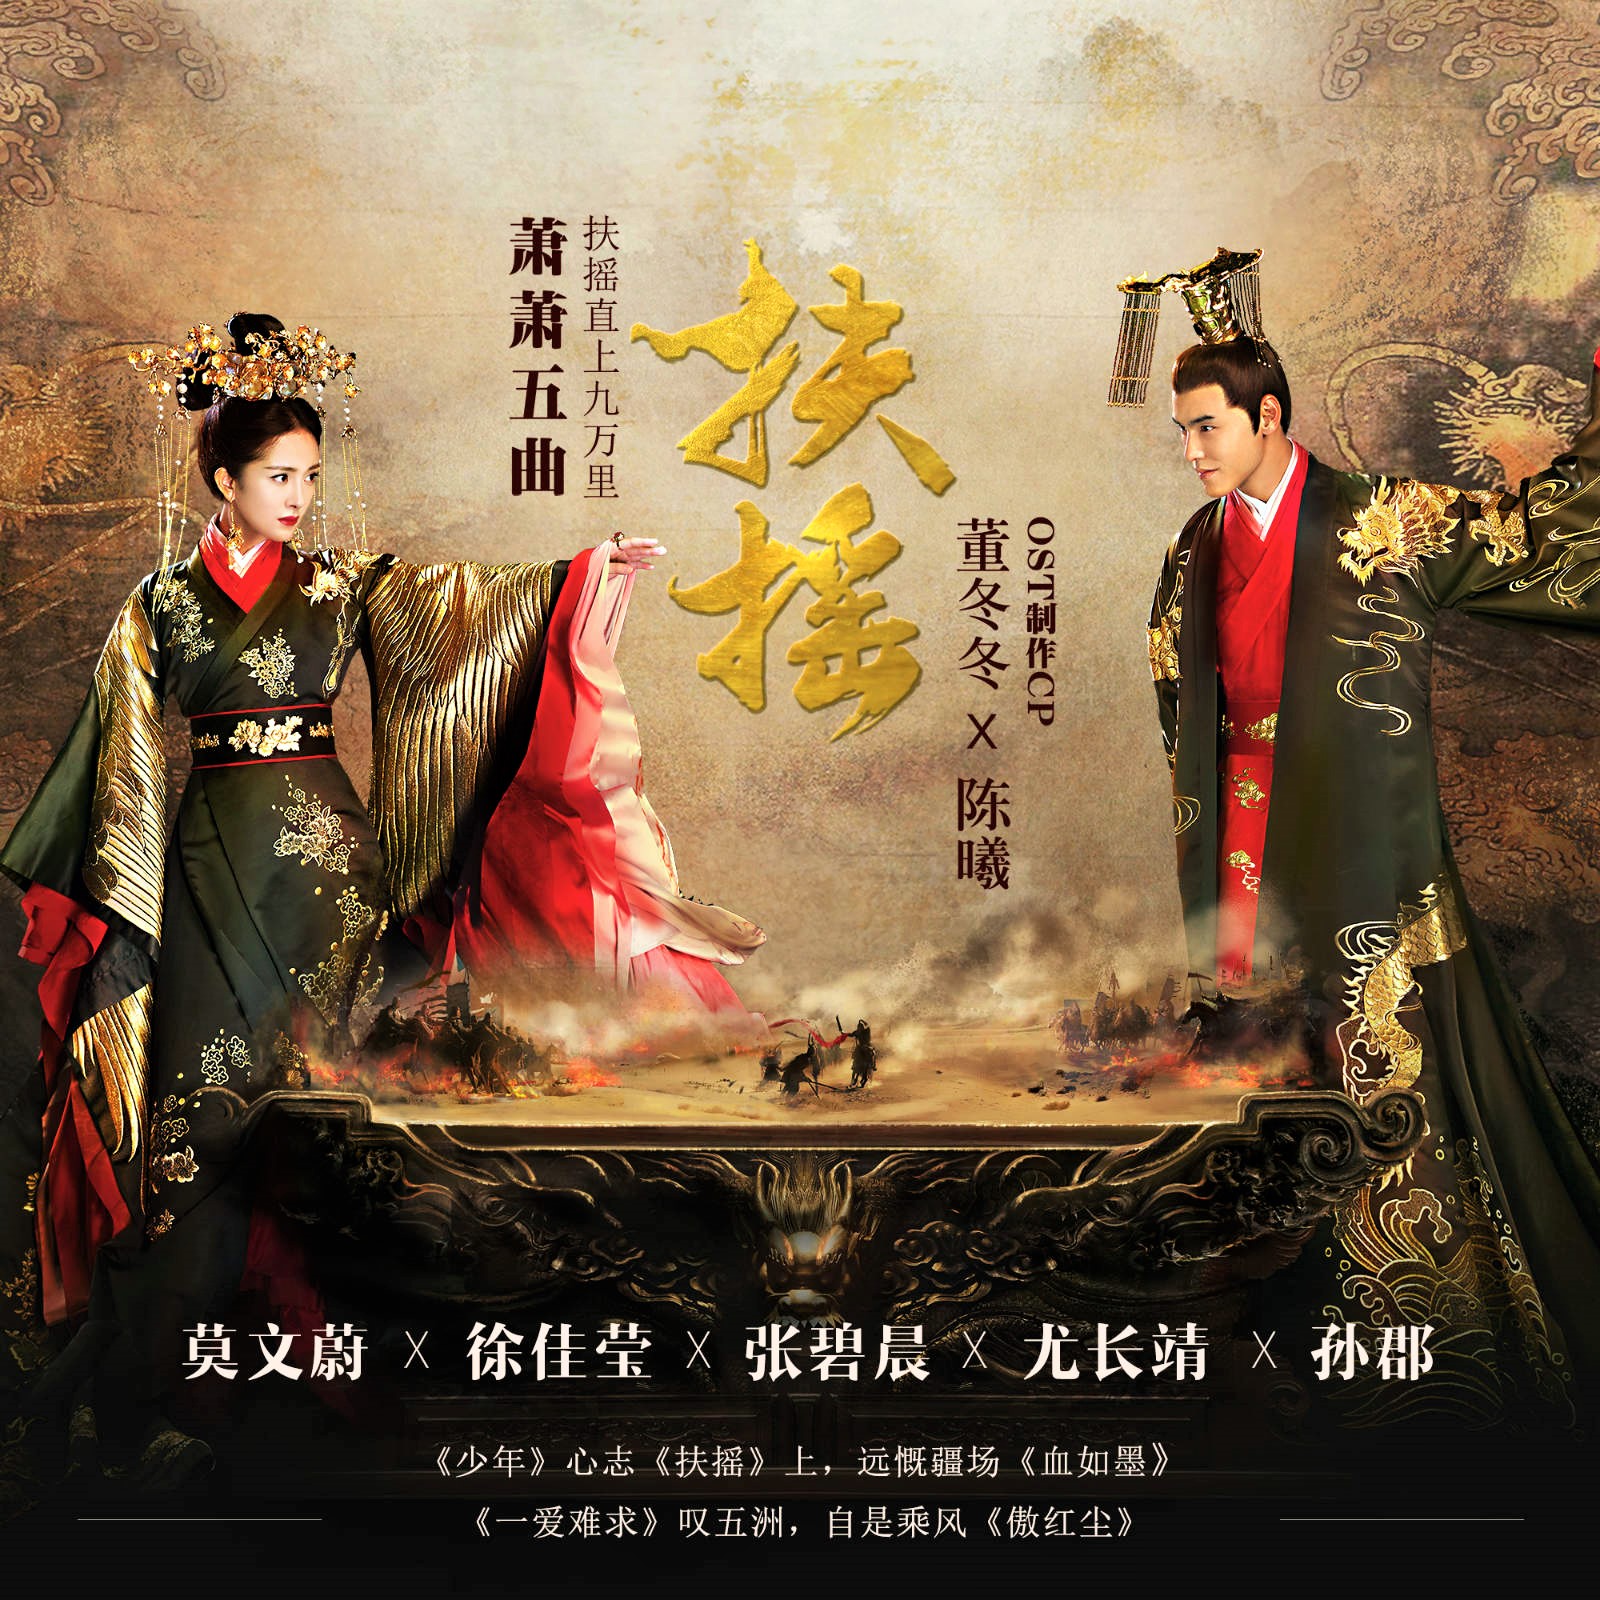 扶摇直上九万里
萧萧五曲
扶摇
OST制作CP
董冬冬 X 陈曦
莫文蔚 X 徐佳莹 X 张碧晨 X 尤长靖 X 孙郡
《少年》心志《扶摇》上，远慨疆场《血如墨》
《一爱难求》叹五洲，自是乘风《傲红尘》